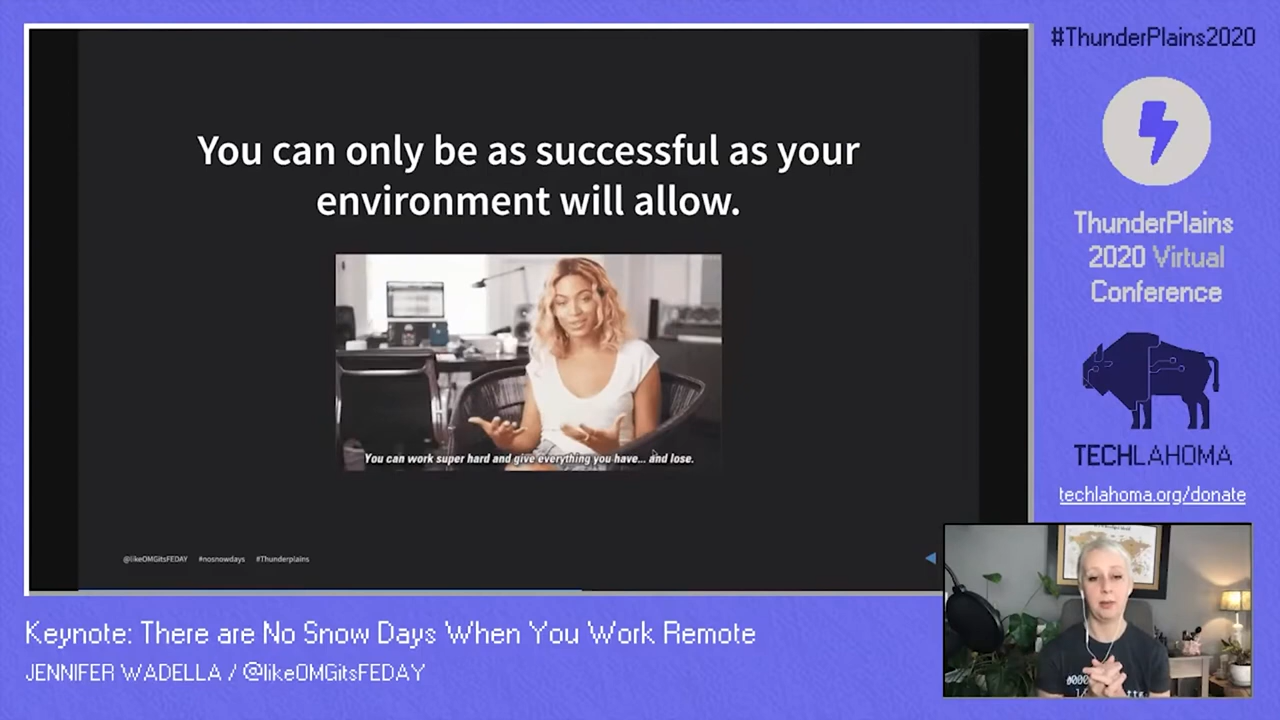 You can only be as successful as your
environment will allow.
You can work super hard and give everything you have... and lose.
@likeOMGitsFEDAY #nosnowdays #Thunderplains
#ThunderPlains2020
ThunderPlains
2020 Virtual
Conference
TECHLAHOMA
techlahoma.org/donate
Keynote: There are No Snow Days When You Work Remote
JENNIFER WADELLA / @likeOMGitsFEDAY